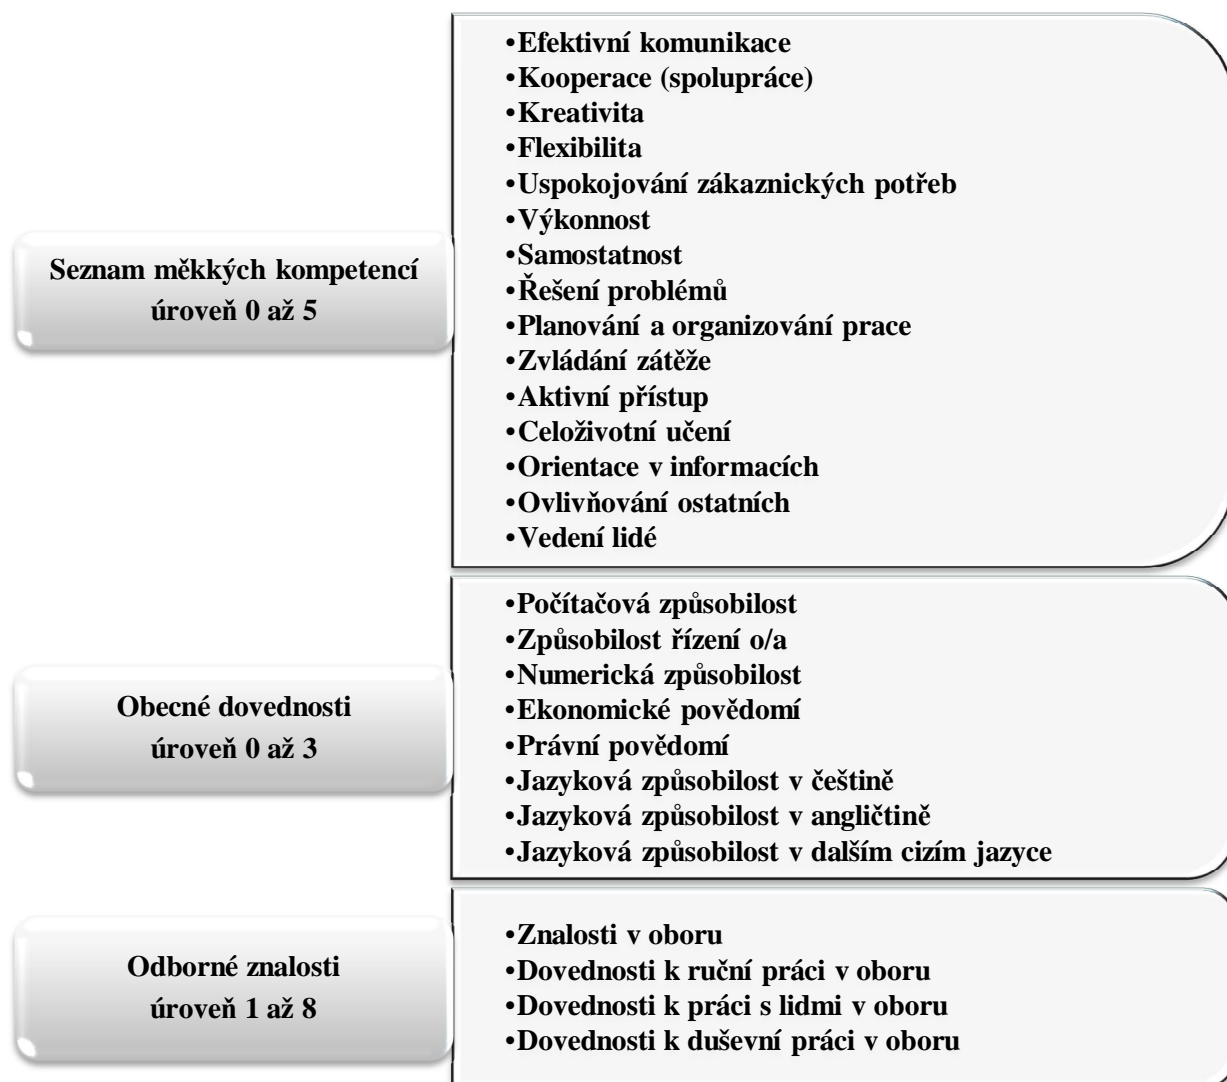 Seznam měkkých kompetencí
úroveň 0 až 5
•Efektivní komunikace
•Kooperace (spolupráce)
•Kreativita
•Flexibilita
•Uspokojování zákaznických potřeb
•Výkonnost
•Samostatnost
•Řešení problémů
•Planování a organizování prace
•Zvládání zátěže
•Aktivní přístup
•Celoživotní učení
•Orientace v informacích
•Ovlivňování ostatních
•Vedení lidé
Obecné dovednosti
úroveň 0 až 3
•Počítačová způsobilost
•Způsobilost řízení o/a
•Numerická způsobilost
•Ekonomické povědomí
•Právní povědomí
•Jazyková způsobilost v češtině
•Jazyková způsobilost v angličtině
•Jazyková způsobilost v dalším cizím jazyce
Odborné znalosti
úroveň 1 až 8
•Znalosti v oboru
•Dovednosti k ruční práci v oboru
•Dovednosti k práci s lidmi v oboru
•Dovednosti k duševní práci v oboru